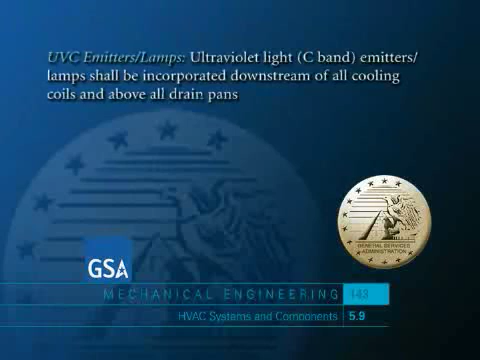 UVC Emitters/Lamps: Ultraviolet light (C band) emitters/
lamps shall be incorporated downstream of all cooling
coils and above all drain pans
GENERAL SERVICES
ADMINISTRATION
GSA
MECHANICAL ENGINEERING 143
HVAC Systems and Components 5.9